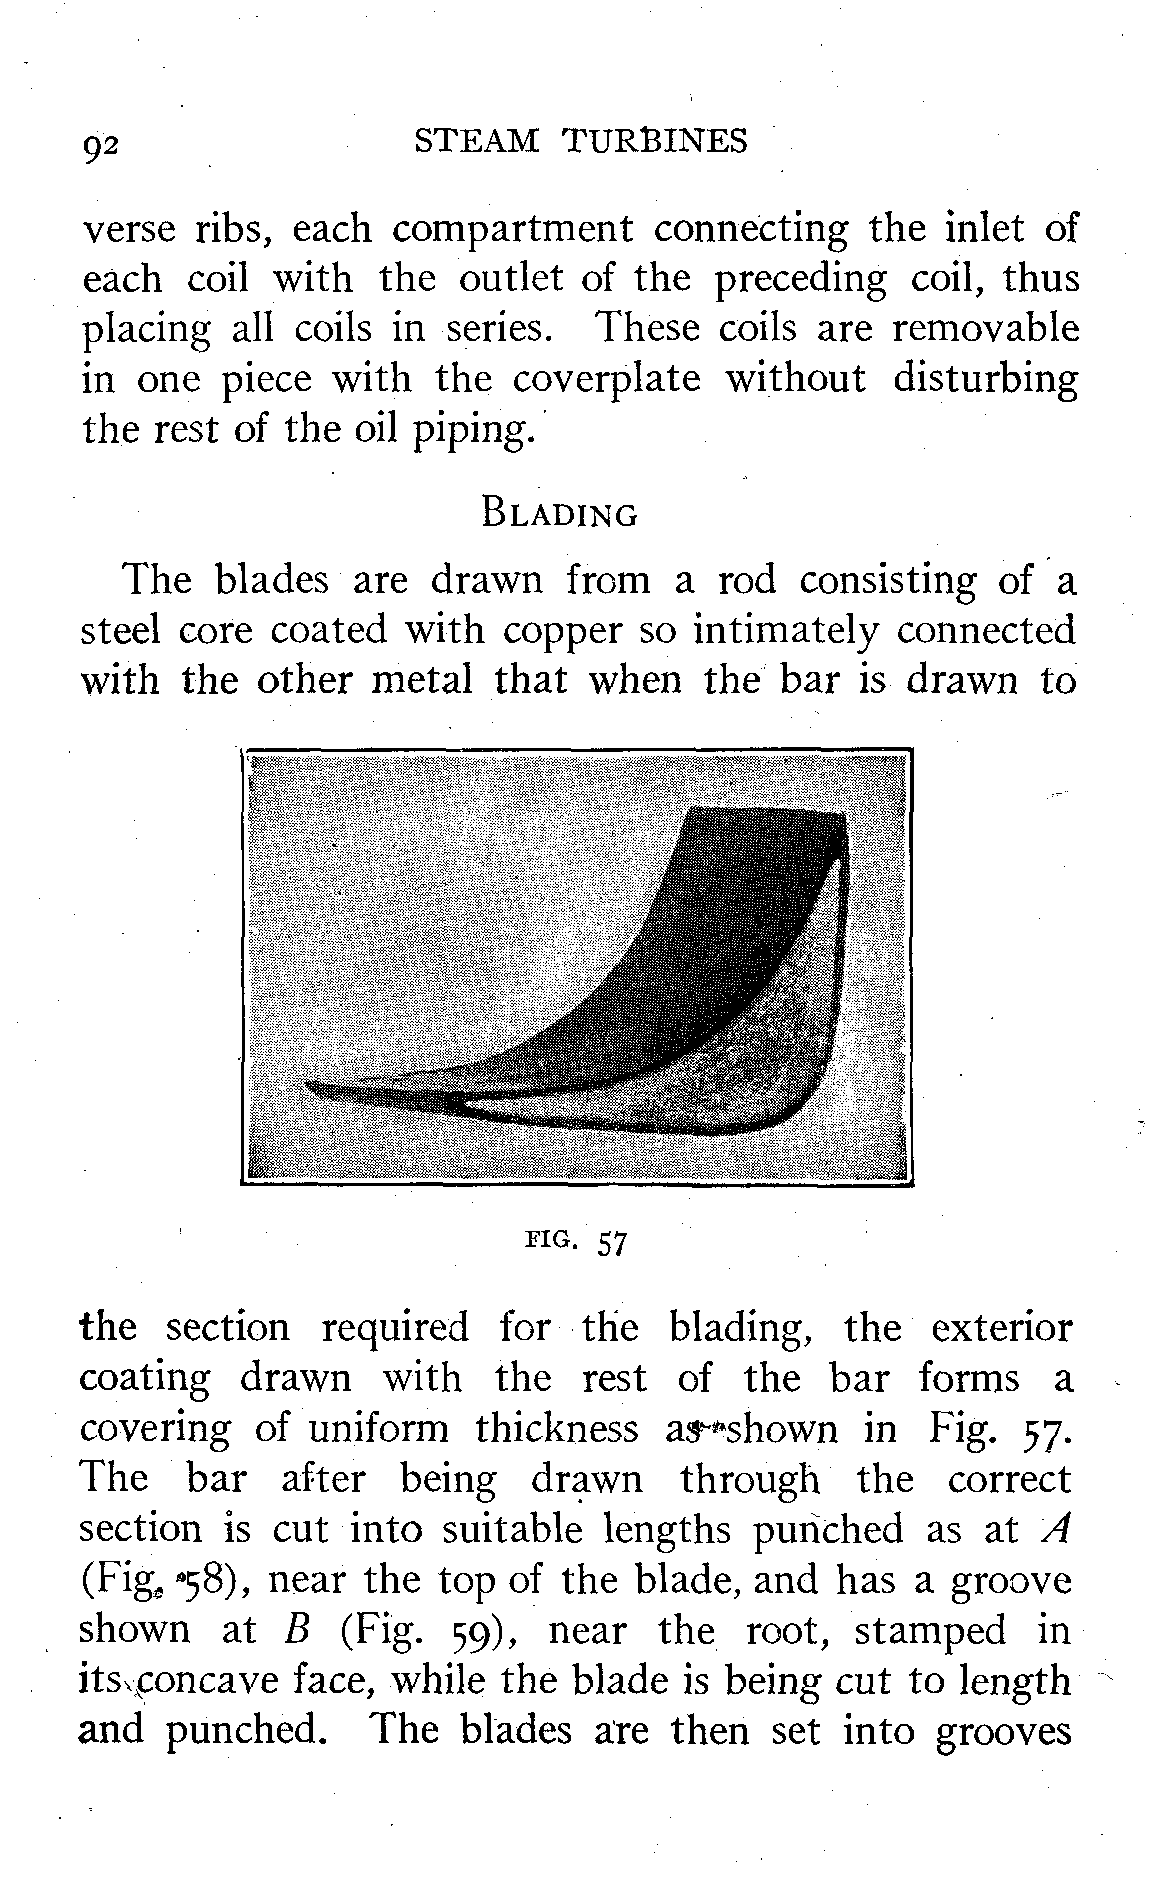 92 STEAM TURBINES
verse ribs, each compartment connecting the inlet of
each coil with the outlet of the preceding coil, thus
placing all coils in series. These coils are removable
in one piece with the coverplate without disturbing
the rest of the oil piping.
BLADING
The blades are drawn from a rod consisting of a
steel core coated with copper so intimately connected
with the other metal that when the bar is drawn to
FIG. 57
the section required for the blading, the exterior
coating drawn with the rest of the bar forms a
covering of uniform thickness as shown in Fig. 57.
The bar after being drawn through the correct
section is cut into suitable lengths punched as at A
(Fig. 58), near the top of the blade, and has a groove
shown at B (Fig. 59), near the root, stamped in
its concave face, while the blade is being cut to length
and punched. The blades are then set into grooves